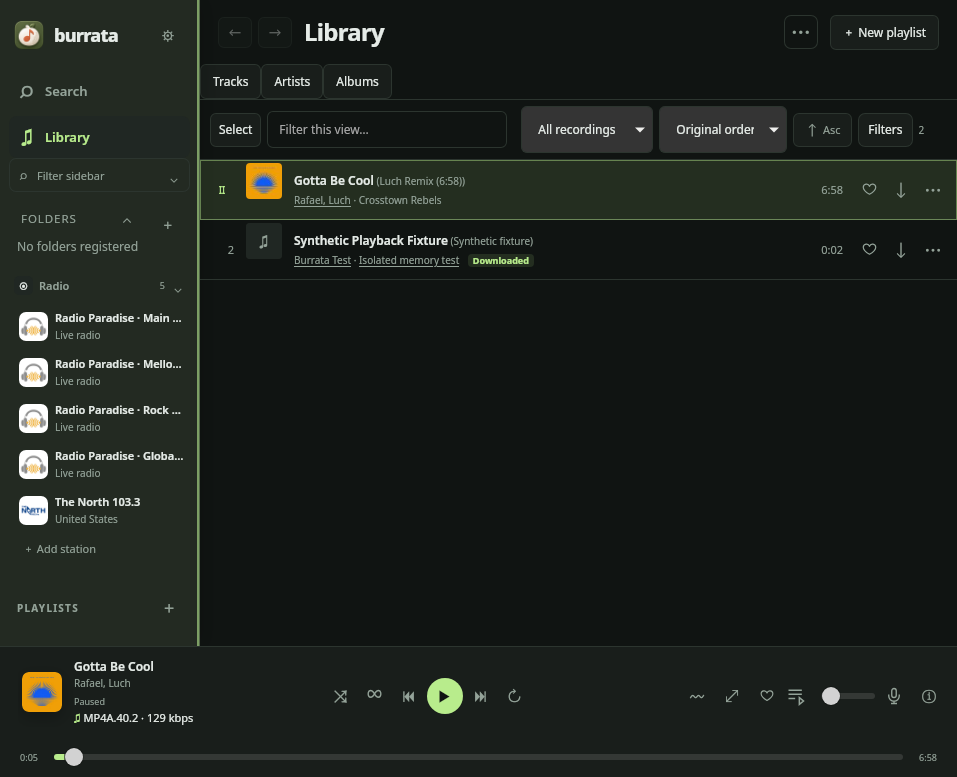 burrata
Library
+ New playlist
Search
Library
Filter sidebar
FOLDERS
No folders registered
Radio 5
Radio Paradise · Main ...
Live radio
Radio Paradise · Mello...
Live radio
Radio Paradise · Rock ...
Live radio
Radio Paradise · Globa...
Live radio
The North 103.3
United States
+ Add station
PLAYLISTS
Tracks Artists Albums
Select Filter this view... All recordings Original order ↑ Asc Filters 2
Gotta Be Cool (Luch Remix (6:58))
Rafael, Luch · Crosstown Rebels
6:58
2
Synthetic Playback Fixture (Synthetic fixture)
Burrata Test · Isolated memory test Downloaded
0:02
Gotta Be Cool
Rafael, Luch
Paused
MP4A.40.2 · 129 kbps
0:05 6:58